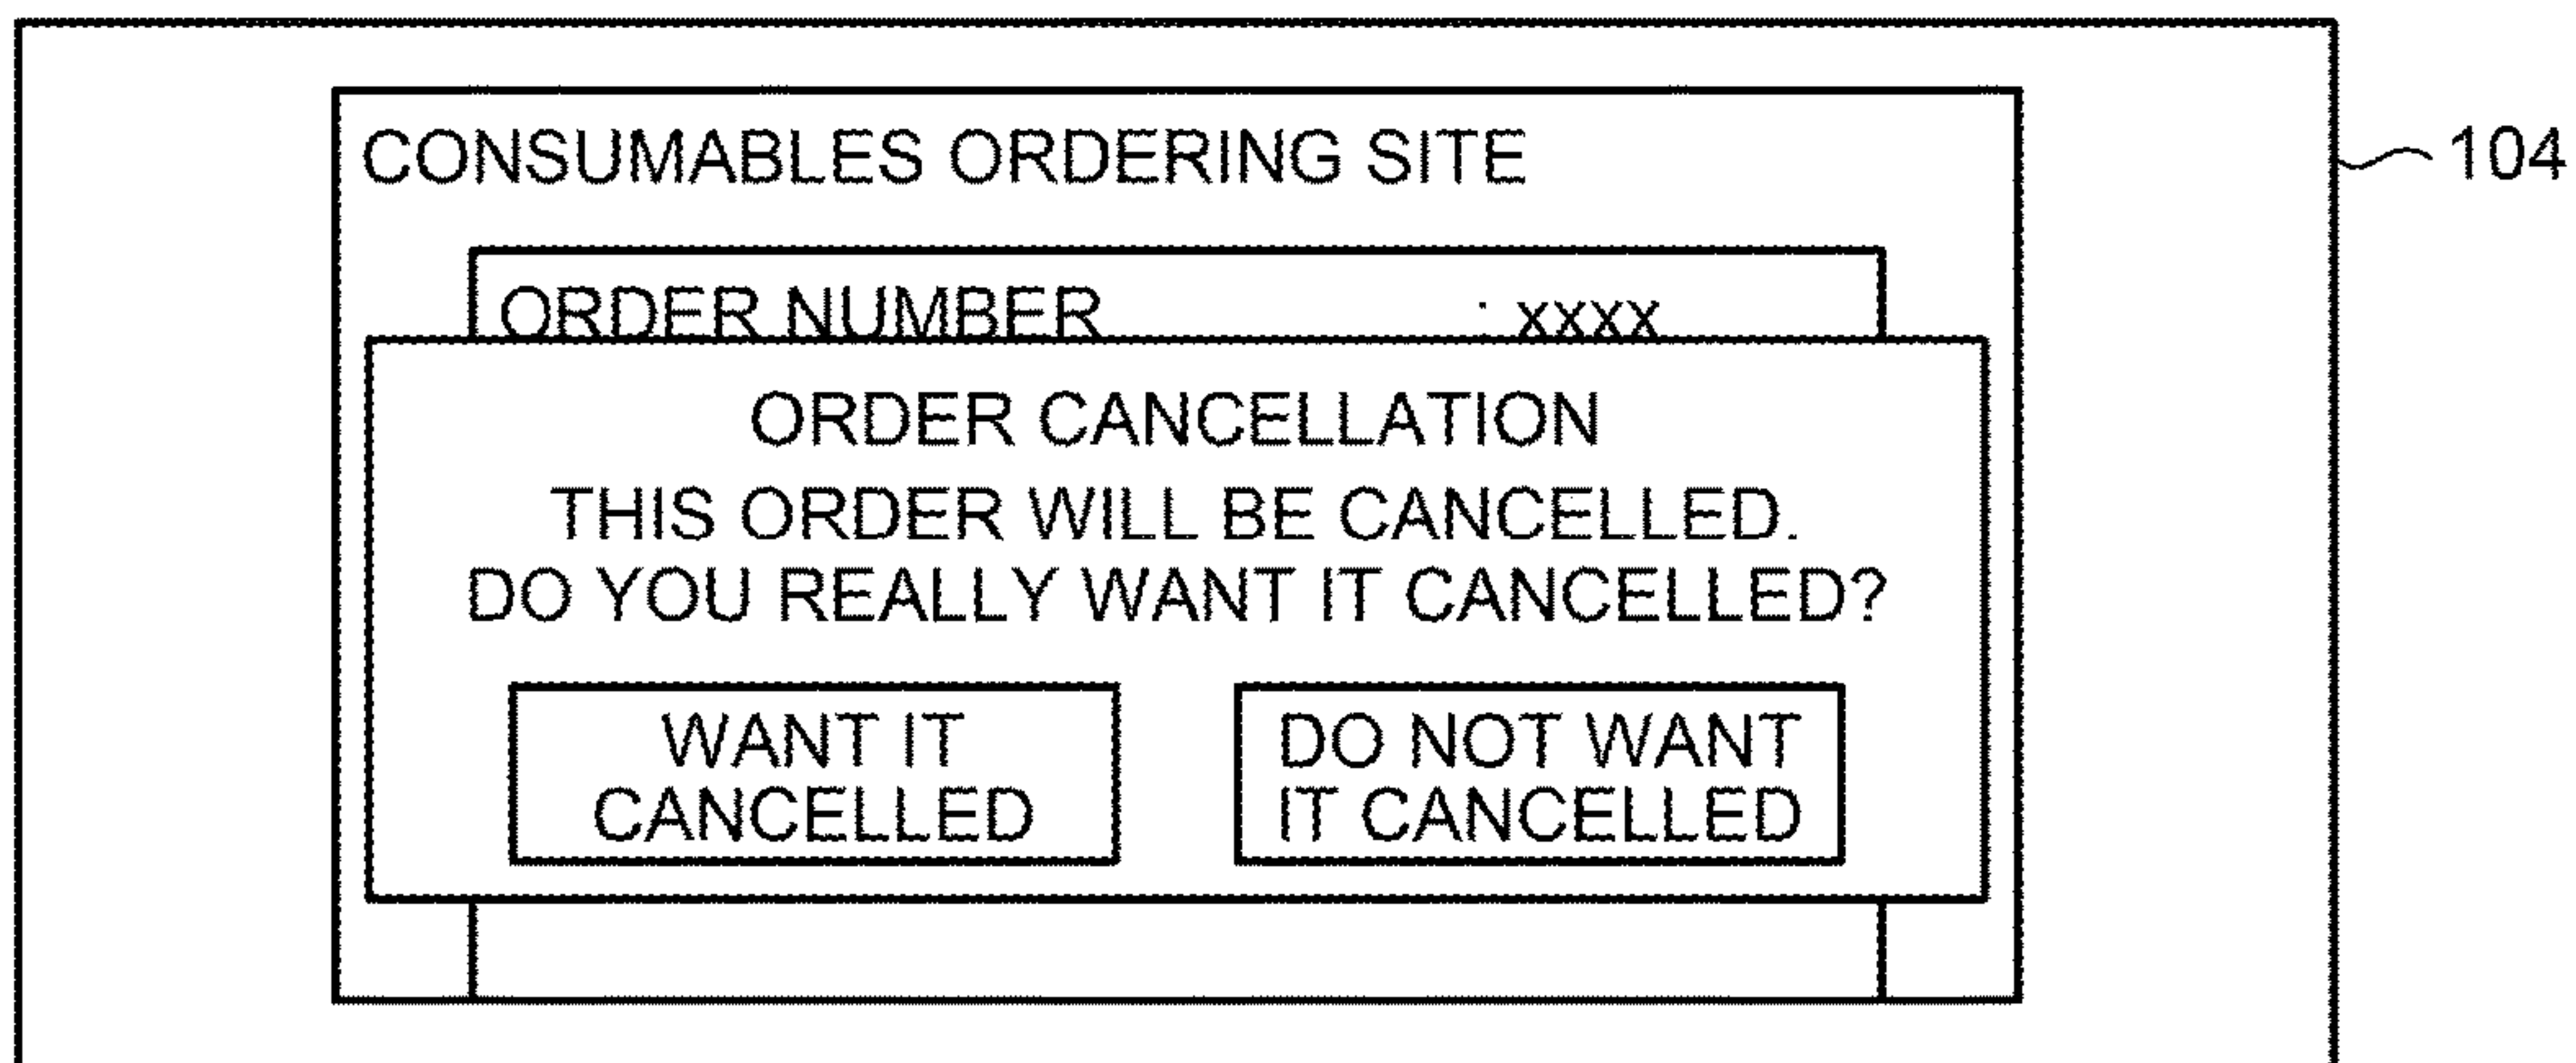 CONSUMABLES ORDERING SITE
104
ORDER NUMBER : xxxx
ORDER CANCELLATION
THIS ORDER WILL BE CANCELLED.
DO YOU REALLY WANT IT CANCELLED?
WANT IT
CANCELLED
DO NOT WANT
IT CANCELLED